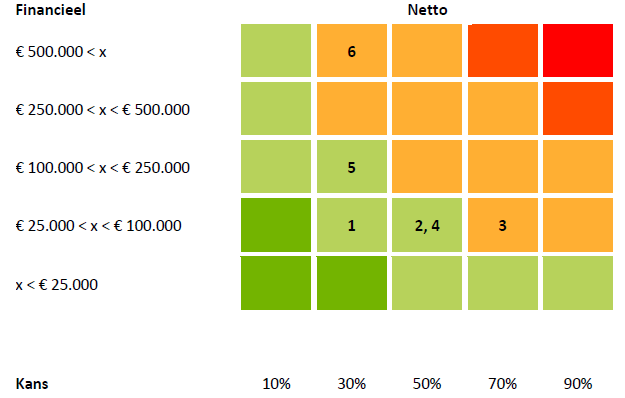 Financieel Netto
€ 500.000 < x 6
€ 250.000 < x < € 500.000
€ 100.000 < x < € 250.000 5
€ 25.000 < x < € 100.000 1 2, 4 3
x < € 25.000
Kans 10% 30% 50% 70% 90%